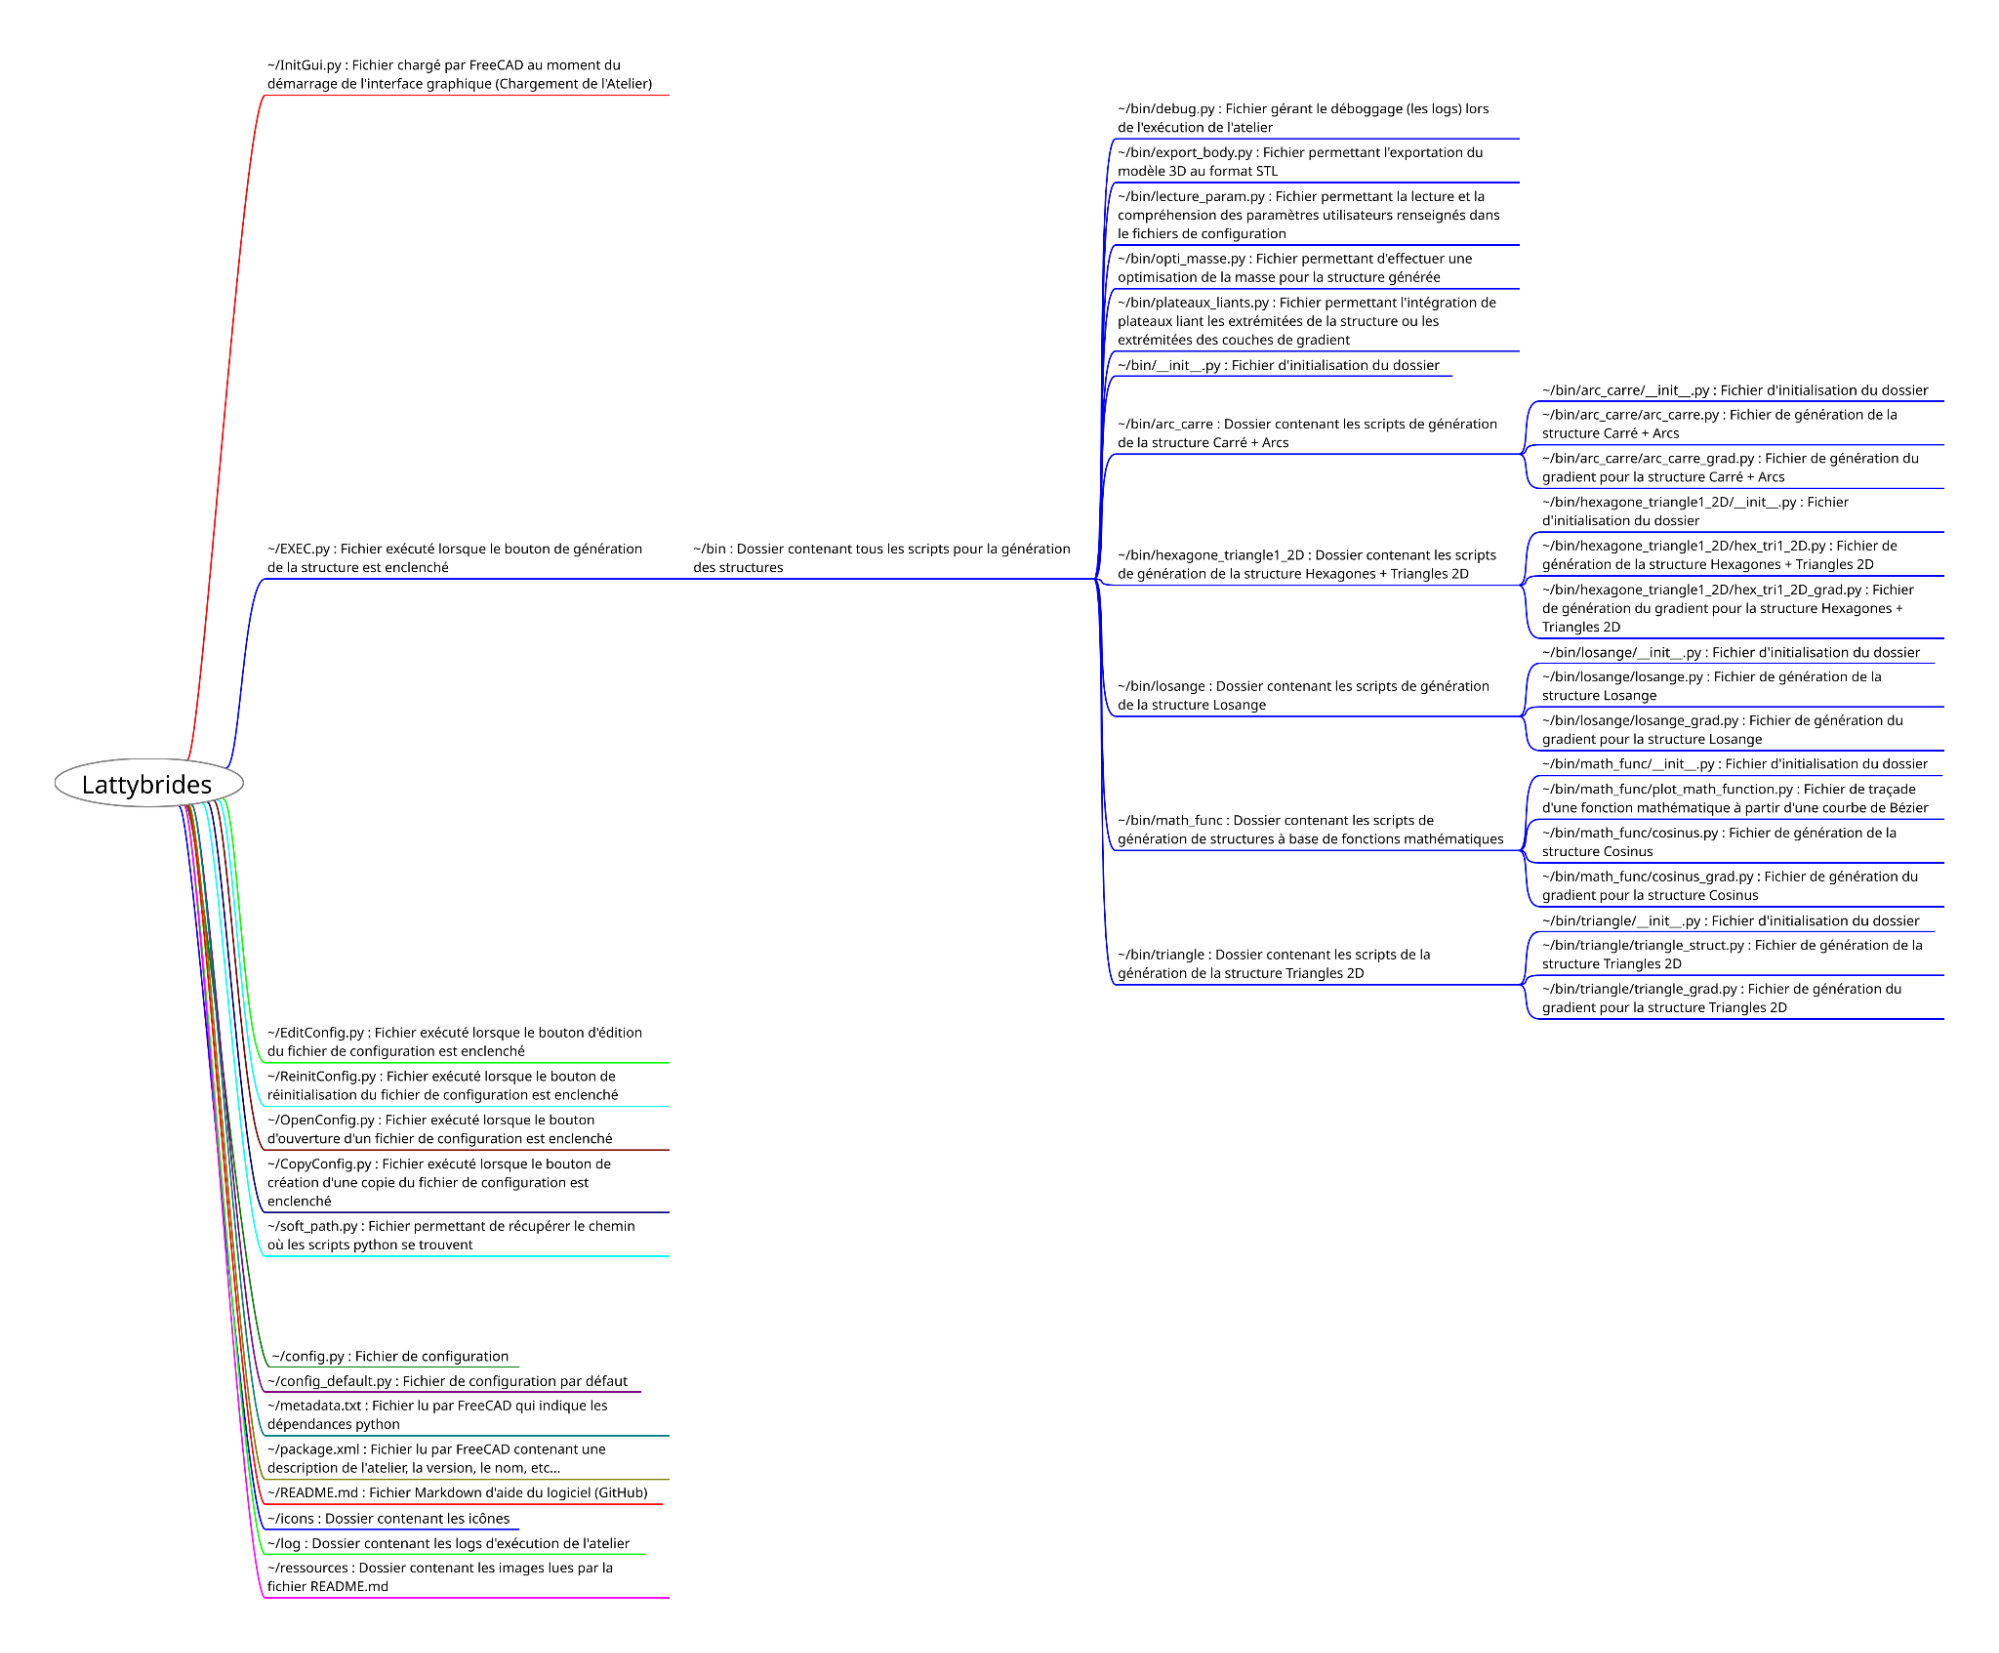 ~/InitGui.py : Fichier chargé par FreeCAD au moment du
démarrage de l'interface graphique (Chargement de l'Atelier)
~/EXEC.py : Fichier exécuté lorsque le bouton de génération
de la structure est enclenché
~/bin : Dossier contenant tous les scripts pour la génération
des structures
~/bin/debug.py : Fichier gérant le déboggage (les logs) lors
de l'exécution de l'atelier
~/bin/export_body.py : Fichier permettant l'exportation du
modèle 3D au format STL
~/bin/lecture_param.py : Fichier permettant la lecture et la
compréhension des paramètres utilisateurs renseignés dans
le fichiers de configuration
~/bin/opti_masse.py : Fichier permettant d'effectuer une
optimisation de la masse pour la structure générée
~/bin/plateaux_liants.py : Fichier permettant l'intégration de
plateaux liant les extrémitées de la structure ou les
extrémitées des couches de gradient
~/bin/__init__.py : Fichier d'initialisation du dossier
~/bin/arc_carre : Dossier contenant les scripts de génération
de la structure Carré + Arcs
~/bin/arc_carre/__init__.py : Fichier d'initialisation du dossier
~/bin/arc_carre/arc_carre.py : Fichier de génération de la
structure Carré + Arcs
~/bin/arc_carre/arc_carre_grad.py : Fichier de génération du
gradient pour la structure Carré + Arcs
~/bin/hexagone_triangle1_2D : Dossier contenant les scripts
de génération de la structure Hexagones + Triangles 2D
~/bin/hexagone_triangle1_2D/__init__.py : Fichier
d'initialisation du dossier
~/bin/hexagone_triangle1_2D/hex_tri1_2D.py : Fichier de
génération de la structure Hexagones + Triangles 2D
~/bin/hexagone_triangle1_2D/hex_tri1_2D_grad.py : Fichier
de génération du gradient pour la structure Hexagones +
Triangles 2D
~/bin/losange : Dossier contenant les scripts de génération
de la structure Losange
~/bin/losange/__init__.py : Fichier d'initialisation du dossier
~/bin/losange/losange.py : Fichier de génération de la
structure Losange
~/bin/losange/losange_grad.py : Fichier de génération du
gradient pour la structure Losange
~/bin/math_func : Dossier contenant les scripts de
génération de structures à base de fonctions mathématiques
~/bin/math_func/__init__.py : Fichier d'initialisation du dossier
~/bin/math_func/plot_math_function.py : Fichier de traçade
d'une fonction mathématique à partir d'une courbe de Bézier
~/bin/math_func/cosinus.py : Fichier de génération de la
structure Cosinus
~/bin/math_func/cosinus_grad.py : Fichier de génération du
gradient pour la structure Cosinus
~/bin/triangle : Dossier contenant les scripts de la
génération de la structure Triangles 2D
~/bin/triangle/__init__.py : Fichier d'initialisation du dossier
~/bin/triangle/triangle_struct.py : Fichier de génération de la
structure Triangles 2D
~/bin/triangle/triangle_grad.py : Fichier de génération du
gradient pour la structure Triangles 2D
Lattybrides
~/EditConfig.py : Fichier exécuté lorsque le bouton d'édition
du fichier de configuration est enclenché
~/ReinitConfig.py : Fichier exécuté lorsque le bouton de
réinitialisation du fichier de configuration est enclenché
~/OpenConfig.py : Fichier exécuté lorsque le bouton
d'ouverture d'un fichier de configuration est enclenché
~/CopyConfig.py : Fichier exécuté lorsque le bouton de
création d'une copie du fichier de configuration est
enclenché
~/soft_path.py : Fichier permettant de récupérer le chemin
où les scripts python se trouvent
~/config.py : Fichier de configuration
~/config_default.py : Fichier de configuration par défaut
~/metadata.txt : Fichier lu par FreeCAD qui indique les
dépendances python
~/package.xml : Fichier lu par FreeCAD contenant une
description de l'atelier, la version, le nom, etc...
~/README.md : Fichier Markdown d'aide du logiciel (GitHub)
~/icons : Dossier contenant les icônes
~/log : Dossier contenant les logs d'exécution de l'atelier
~/ressources : Dossier contenant les images lues par la
fichier README.md